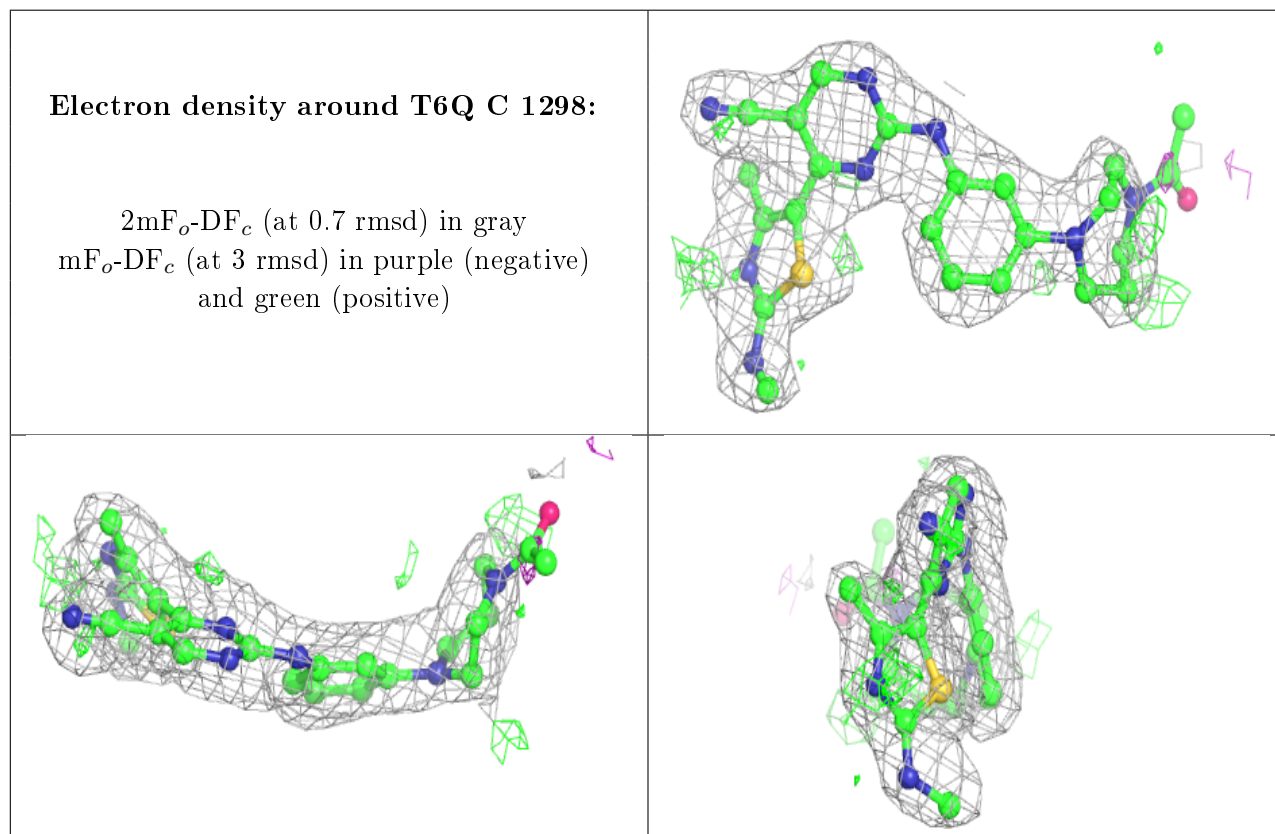 Electron density around T6Q C 1298:
2mFo-DFc (at 0.7 rmsd) in gray
mFo-DFc (at 3 rmsd) in purple (negative)
and green (positive)